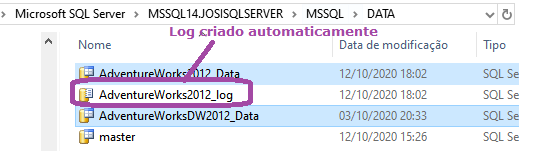 Microsoft SQL Server > MSSQL14.JOSISQLSERVER > MSSQL > DATA
Log criado automaticamente
Nome Data de modificação Tipo
AdventureWorks2012_Data 12/10/2020 18:02 SQL Se
AdventureWorks2012_log 12/10/2020 18:02 SQL Se
AdventureWorksDW2012_Data 03/10/2020 20:33 SQL Se
master 12/10/2020 15:26 SQL Se